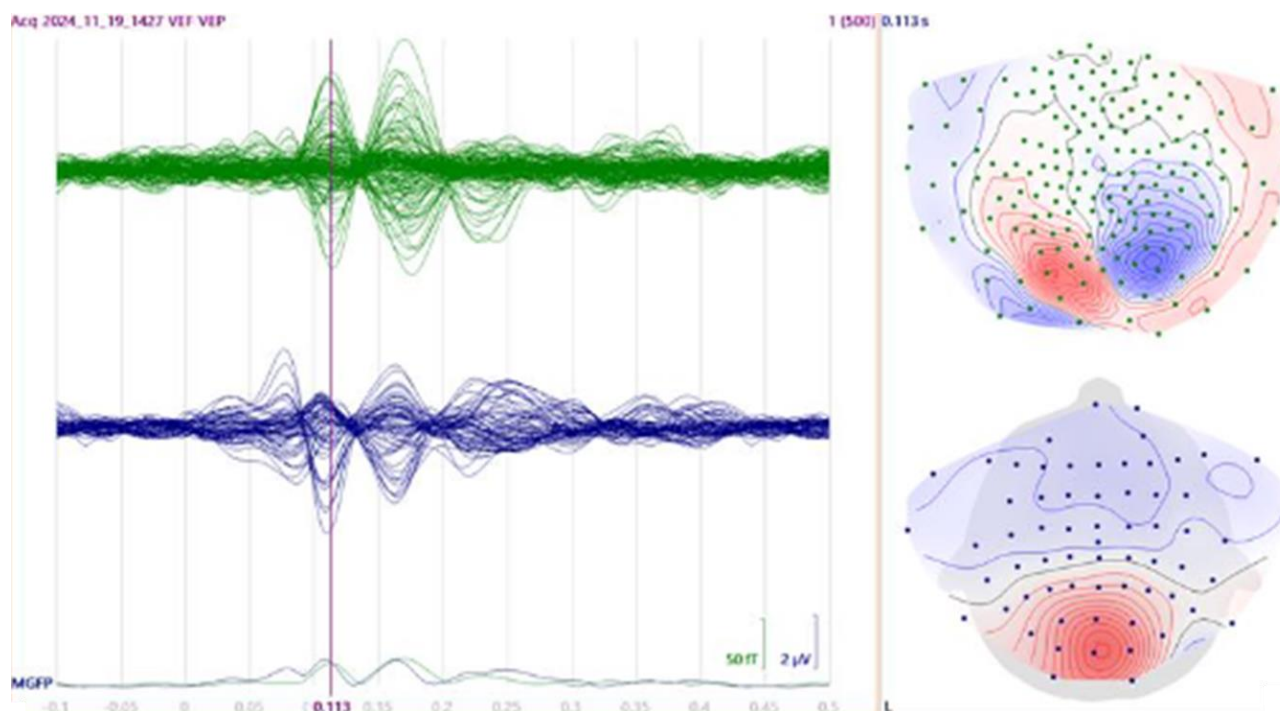 Acq 2024_11_19_1427 VEF VEP
1 (500) 0.113 s
50 fT 2 µV
MGFP
-0.1 -0.05 0 0.05 0.113 0.15 0.2 0.25 0.3 0.35 0.4 0.45 0.5 L